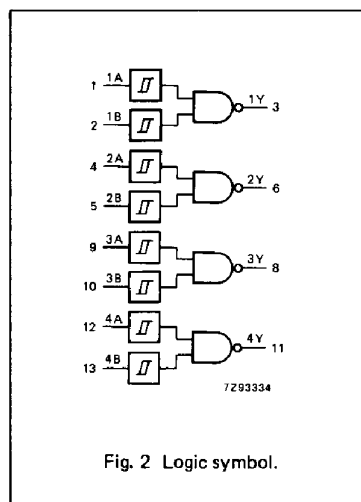 1 1A
1Y 3
2 1B
4 2A
2Y 6
5 2B
9 3A
3Y 8
10 3B
12 4A
4Y 11
13 4B
7Z93334
Fig. 2 Logic symbol.